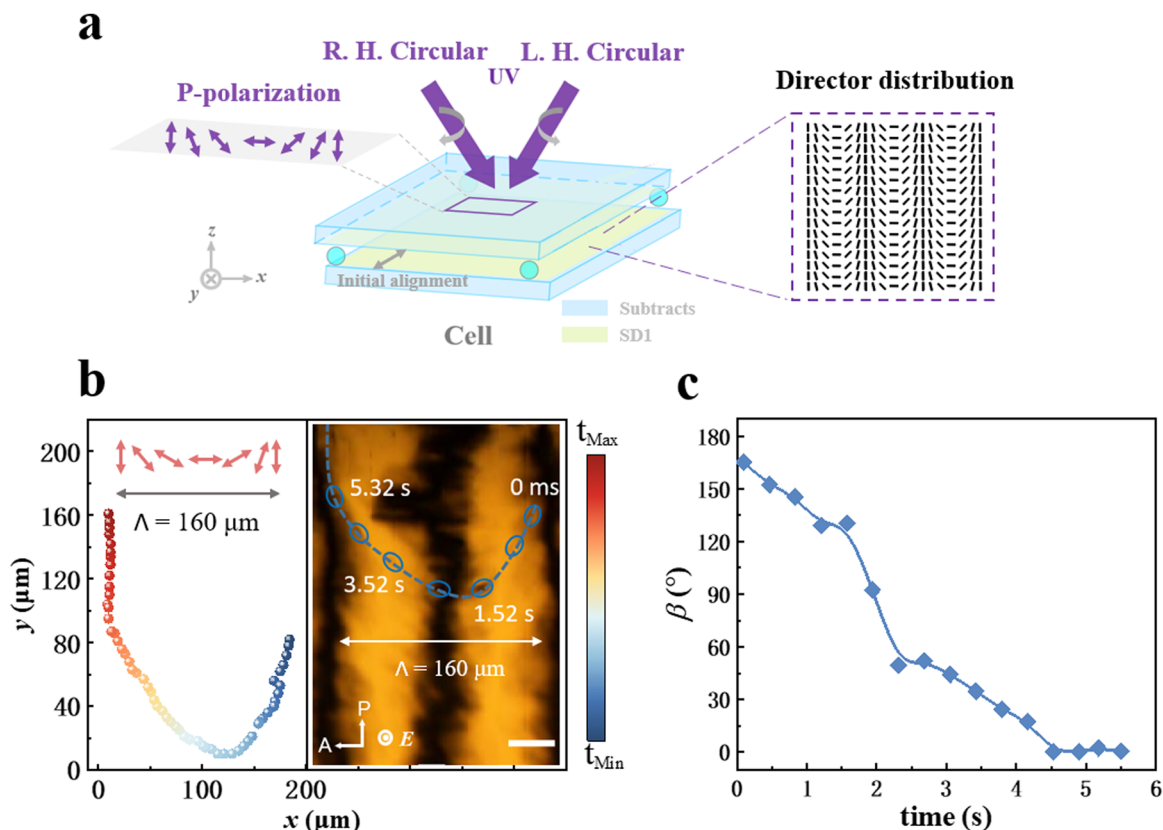 a
R. H. Circular
L. H. Circular
UV
P-polarization
Director distribution
z
x
y
Initial alignment
Cell
Subtracts
SD1
b
200
160
120
80
40
0
y (μm)
Λ = 160 μm
0
100
200
x (μm)
5.32 s
0 ms
3.52 s
1.52 s
Λ = 160 μm
P
A
E
tMax
tMin
c
180
150
120
90
60
30
0
β (°)
0
1
2
3
4
5
6
time (s)